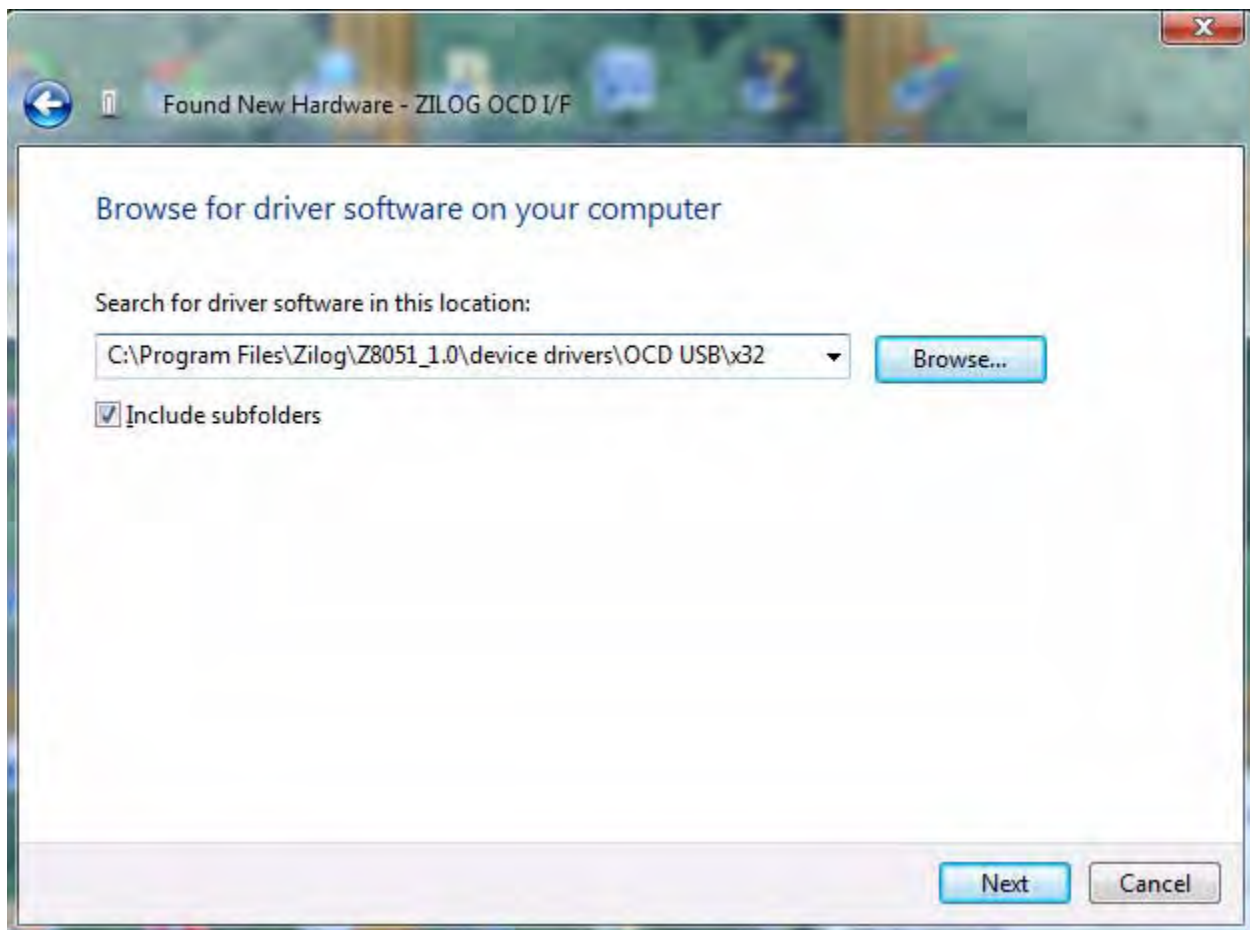 Found New Hardware - ZILOG OCD I/F
Browse for driver software on your computer
Search for driver software in this location:
C:\Program Files\Zilog\Z8051_1.0\device drivers\OCD USB\x32
Browse...
Include subfolders
Next
Cancel